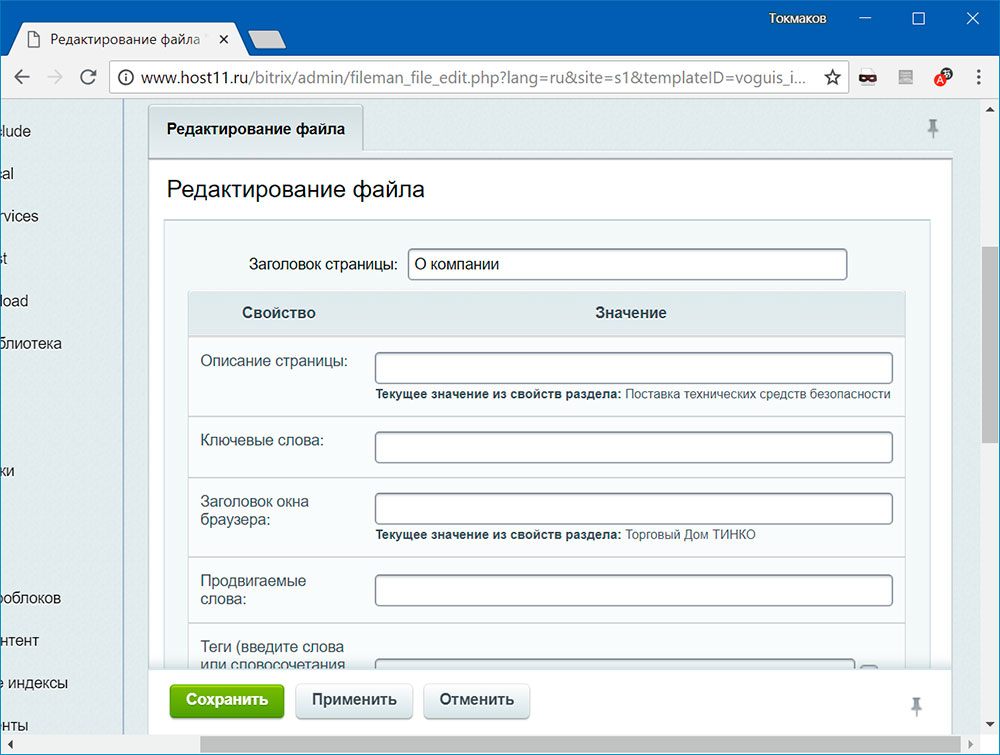 Токмаков
Редактирование файла
www.host11.ru/bitrix/admin/fileman_file_edit.php?lang=ru&site=s1&templateID=voguis_i...
lude
al
rvices
st
load
блиотека
ки
роблоков
нтент
е индексы
нты
Редактирование файла
Редактирование файла
Заголовок страницы: О компании
Свойство Значение
Описание страницы:
Текущее значение из свойств раздела: Поставка технических средств безопасности
Ключевые слова:
Заголовок окна
браузера:
Текущее значение из свойств раздела: Торговый Дом ТИНКО
Продвигаемые
слова:
Теги (введите слова
или словосочетания
Сохранить Применить Отменить